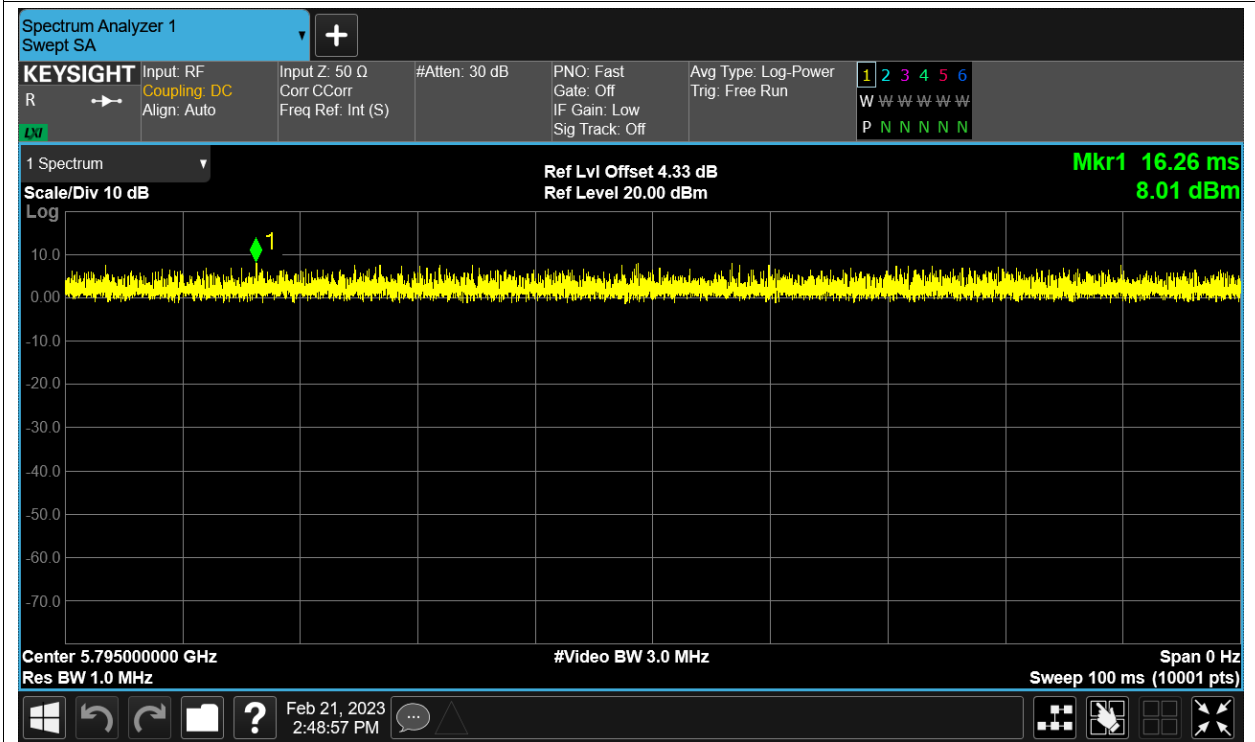 Spectrum Analyzer 1
Swept SA
+
KEYSIGHT
R
LXI
Input: RF
Coupling: DC
Align: Auto
Input Z: 50 Ω
Corr CCorr
Freq Ref: Int (S)
#Atten: 30 dB
PNO: Fast
Gate: Off
IF Gain: Low
Sig Track: Off
Avg Type: Log-Power
Trig: Free Run
1 2 3 4 5 6
W W W W W W
P N N N N N
1 Spectrum
Scale/Div 10 dB
Log
Ref Lvl Offset 4.33 dB
Ref Level 20.00 dBm
Mkr1 16.26 ms
8.01 dBm
1
10.0
0.00
-10.0
-20.0
-30.0
-40.0
-50.0
-60.0
-70.0
Center 5.795000000 GHz
Res BW 1.0 MHz
#Video BW 3.0 MHz
Span 0 Hz
Sweep 100 ms (10001 pts)
?
Feb 21, 2023
2:48:57 PM